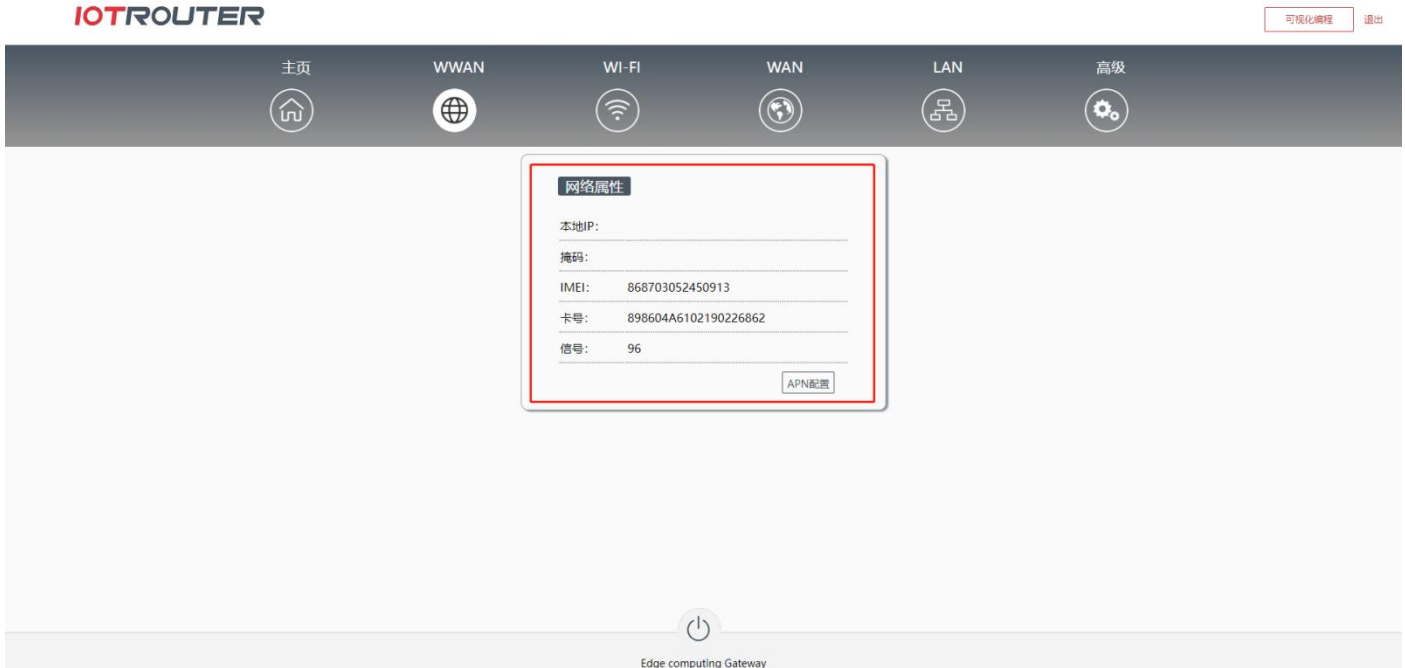 IOTROUTER
可视化编程 退出
主页 WWAN WI-FI WAN LAN 高级
网络属性
本地IP:
掩码:
IMEI: 868703052450913
卡号: 898604A6102190226862
信号: 96
APN配置
Edge computing Gateway